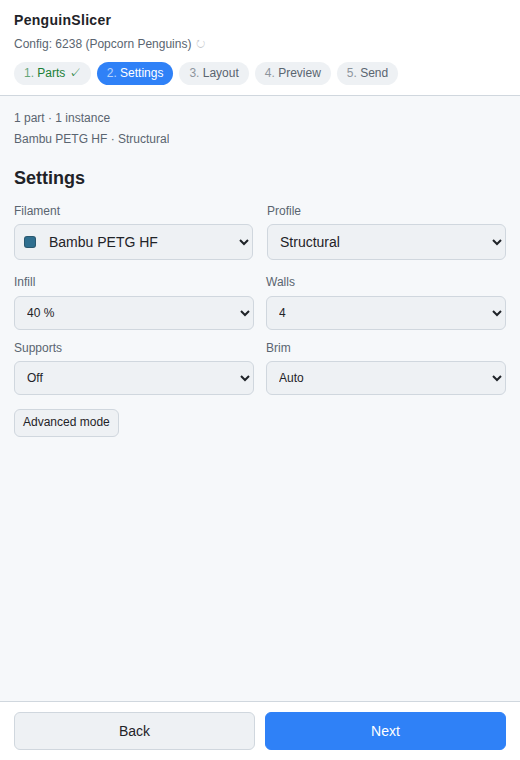 PenguinSlicer
Config: 6238 (Popcorn Penguins) ↻
1. Parts ✓ 2. Settings 3. Layout 4. Preview 5. Send
1 part · 1 instance
Bambu PETG HF · Structural
Settings
Filament Profile
Bambu PETG HF Structural
Infill Walls
40 % 4
Supports Brim
Off Auto
Advanced mode
Back Next